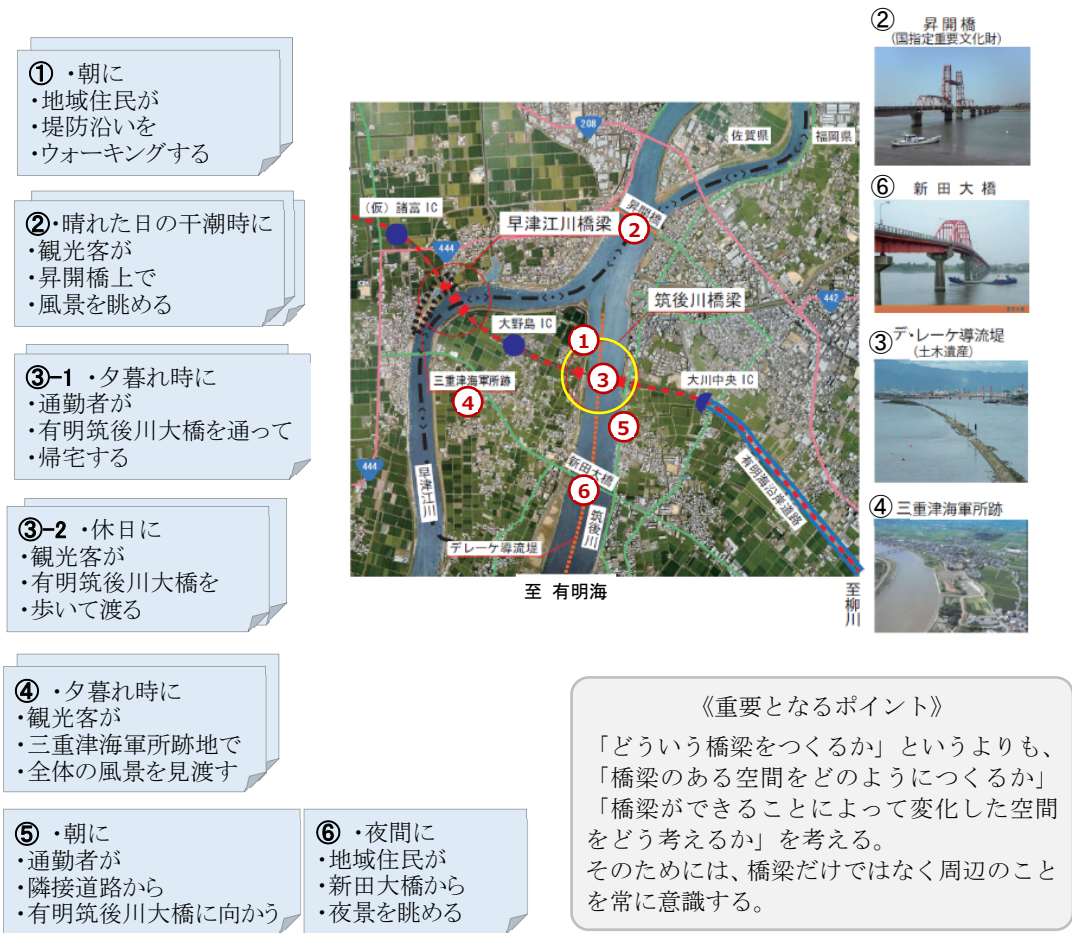 ① ・朝に
・地域住民が
・堤防沿いを
・ウォーキングする
②・晴れた日の干潮時に
・観光客が
・昇開橋上で
・風景を眺める
③-1 ・夕暮れ時に
・通勤者が
・有明筑後川大橋を通って
・帰宅する
③-2 ・休日に
・観光客が
・有明筑後川大橋を
・歩いて渡る
④ ・夕暮れ時に
・観光客が
・三重津海軍所跡地で
・全体の風景を見渡す
⑤ ・朝に
・通勤者が
・隣接道路から
・有明筑後川大橋に向かう
⑥ ・夜間に
・地域住民が
・新田大橋から
・夜景を眺める
208
佐賀県
福岡県
(仮) 諸富 IC
昇開橋
早津江川橋梁
②
444
筑後川橋梁
442
大野島 IC
①
三重津海軍所跡
③
大川中央 IC
④
⑤
444
早津江川
新田大橋
⑥
有明海沿岸道路
筑後川
デレーケ導流堤
至 有明海
至柳川
②
昇開橋
(国指定重要文化財)
⑥ 新田大橋
③ デ・レーケ導流堤
(土木遺産)
④ 三重津海軍所跡
《重要となるポイント》
「どういう橋梁をつくるか」というよりも、
「橋梁のある空間をどのようにつくるか」
「橋梁ができることによって変化した空間
をどう考えるか」を考える。
そのためには、橋梁だけではなく周辺のこと
を常に意識する。